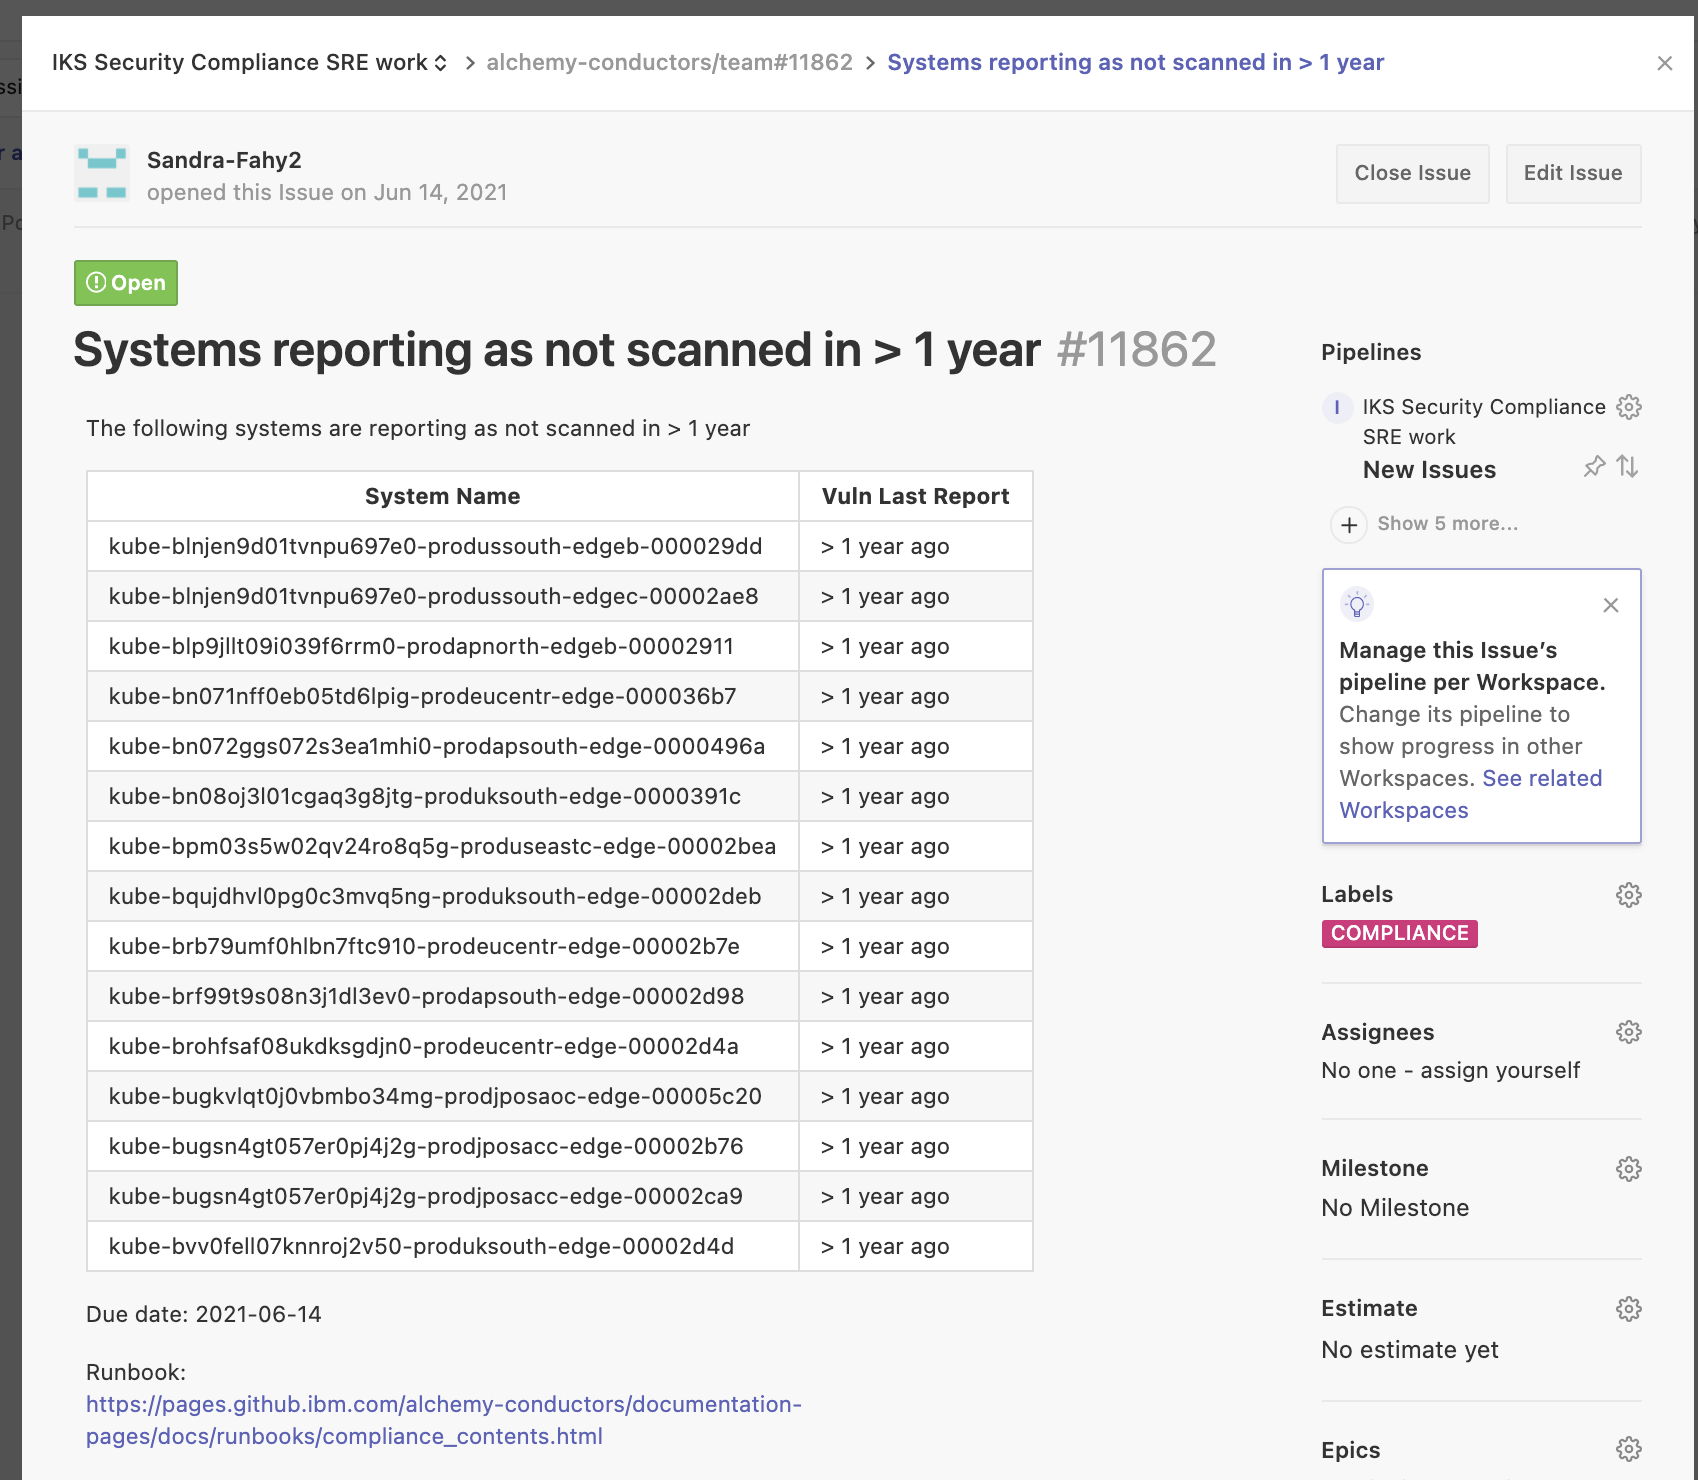 IKS Security Compliance SRE work > alchemy-conductors/team#11862 > Systems reporting as not scanned in > 1 year
Sandra-Fahy2
opened this Issue on Jun 14, 2021
Close Issue
Edit Issue
Open
Systems reporting as not scanned in > 1 year #11862
The following systems are reporting as not scanned in > 1 year
System Name Vuln Last Report
kube-blnjen9d01tvnpu697e0-produssouth-edgeb-000029dd > 1 year ago
kube-blnjen9d01tvnpu697e0-produssouth-edgec-00002ae8 > 1 year ago
kube-blp9jllt09i039f6rrm0-prodapnorth-edgeb-00002911 > 1 year ago
kube-bn071nff0eb05td6lpig-prodeucentr-edge-000036b7 > 1 year ago
kube-bn072ggs072s3ea1mhi0-prodapsouth-edge-0000496a > 1 year ago
kube-bn08oj3l01cgaq3g8jtg-produksouth-edge-0000391c > 1 year ago
kube-bpm03s5w02qv24ro8q5g-produseastc-edge-00002bea > 1 year ago
kube-bqujdhvl0pg0c3mvq5ng-produksouth-edge-00002deb > 1 year ago
kube-brb79umf0hlbn7ftc910-prodeucentr-edge-00002b7e > 1 year ago
kube-brf99t9s08n3j1dl3ev0-prodapsouth-edge-00002d98 > 1 year ago
kube-brohfsaf08ukdksgdjn0-prodeucentr-edge-00002d4a > 1 year ago
kube-bugkvlqt0j0vbmbo34mg-prodjposaoc-edge-00005c20 > 1 year ago
kube-bugsn4gt057er0pj4j2g-prodjposacc-edge-00002b76 > 1 year ago
kube-bugsn4gt057er0pj4j2g-prodjposacc-edge-00002ca9 > 1 year ago
kube-bvv0fell07knnroj2v50-produksouth-edge-00002d4d > 1 year ago
Due date: 2021-06-14
Runbook:
https://pages.github.ibm.com/alchemy-conductors/documentation-
pages/docs/runbooks/compliance_contents.html
Pipelines
I IKS Security Compliance
SRE work
New Issues
Show 5 more...
Manage this Issue's
pipeline per Workspace.
Change its pipeline to
show progress in other
Workspaces. See related
Workspaces
Labels
COMPLIANCE
Assignees
No one - assign yourself
Milestone
No Milestone
Estimate
No estimate yet
Epics